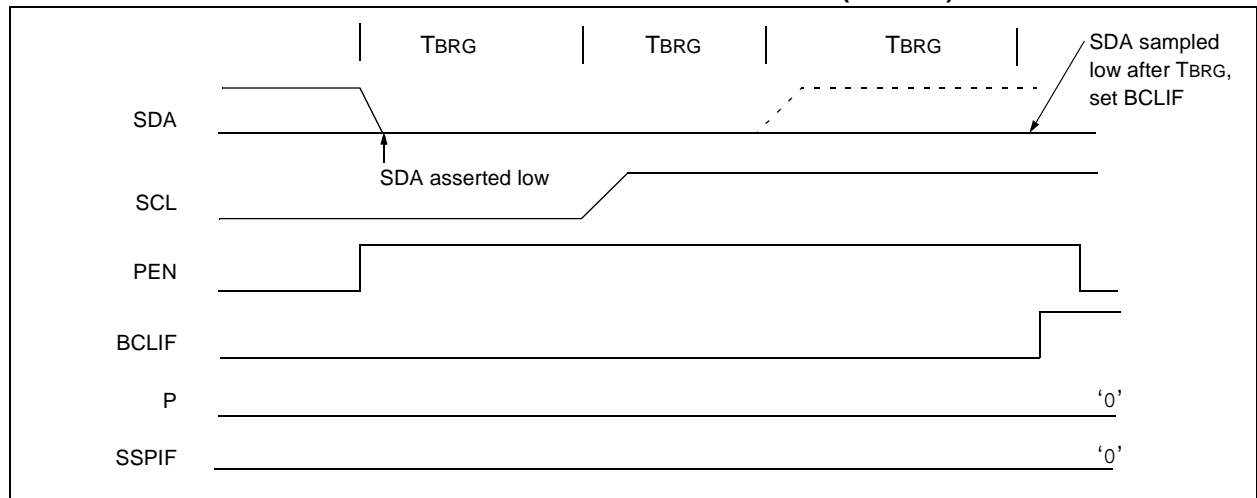 TBRG TBRG TBRG
SDA sampled
low after TBRG,
set BCLIF
SDA
SDA asserted low
SCL
PEN
BCLIF
P '0'
SSPIF '0'